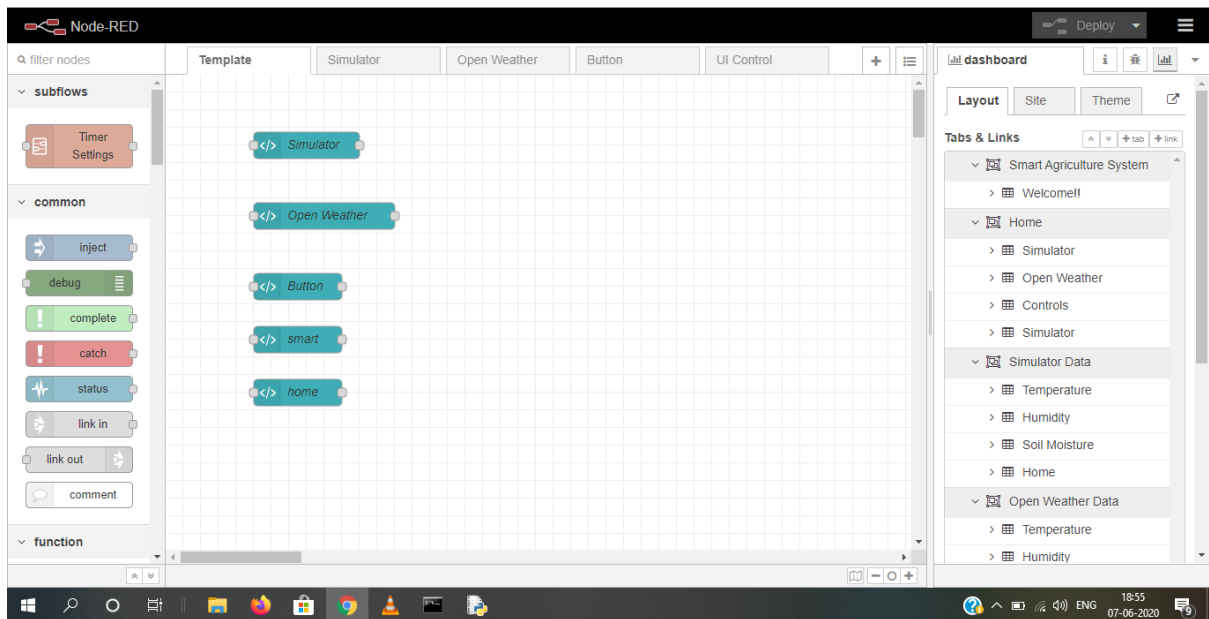 Node-RED
Deploy
filter nodes
Template
Simulator
Open Weather
Button
UI Control
dashboard
subflows
Timer
Settings
common
inject
debug
complete
catch
status
link in
link out
comment
function
</> Simulator
</> Open Weather
</> Button
</> smart
</> home
Layout
Site
Theme
Tabs & Links
+ tab
+ link
Smart Agriculture System
Welcome!!
Home
Simulator
Open Weather
Controls
Simulator
Simulator Data
Temperature
Humidity
Soil Moisture
Home
Open Weather Data
Temperature
Humidity
ENG
18:55
07-06-2020
9